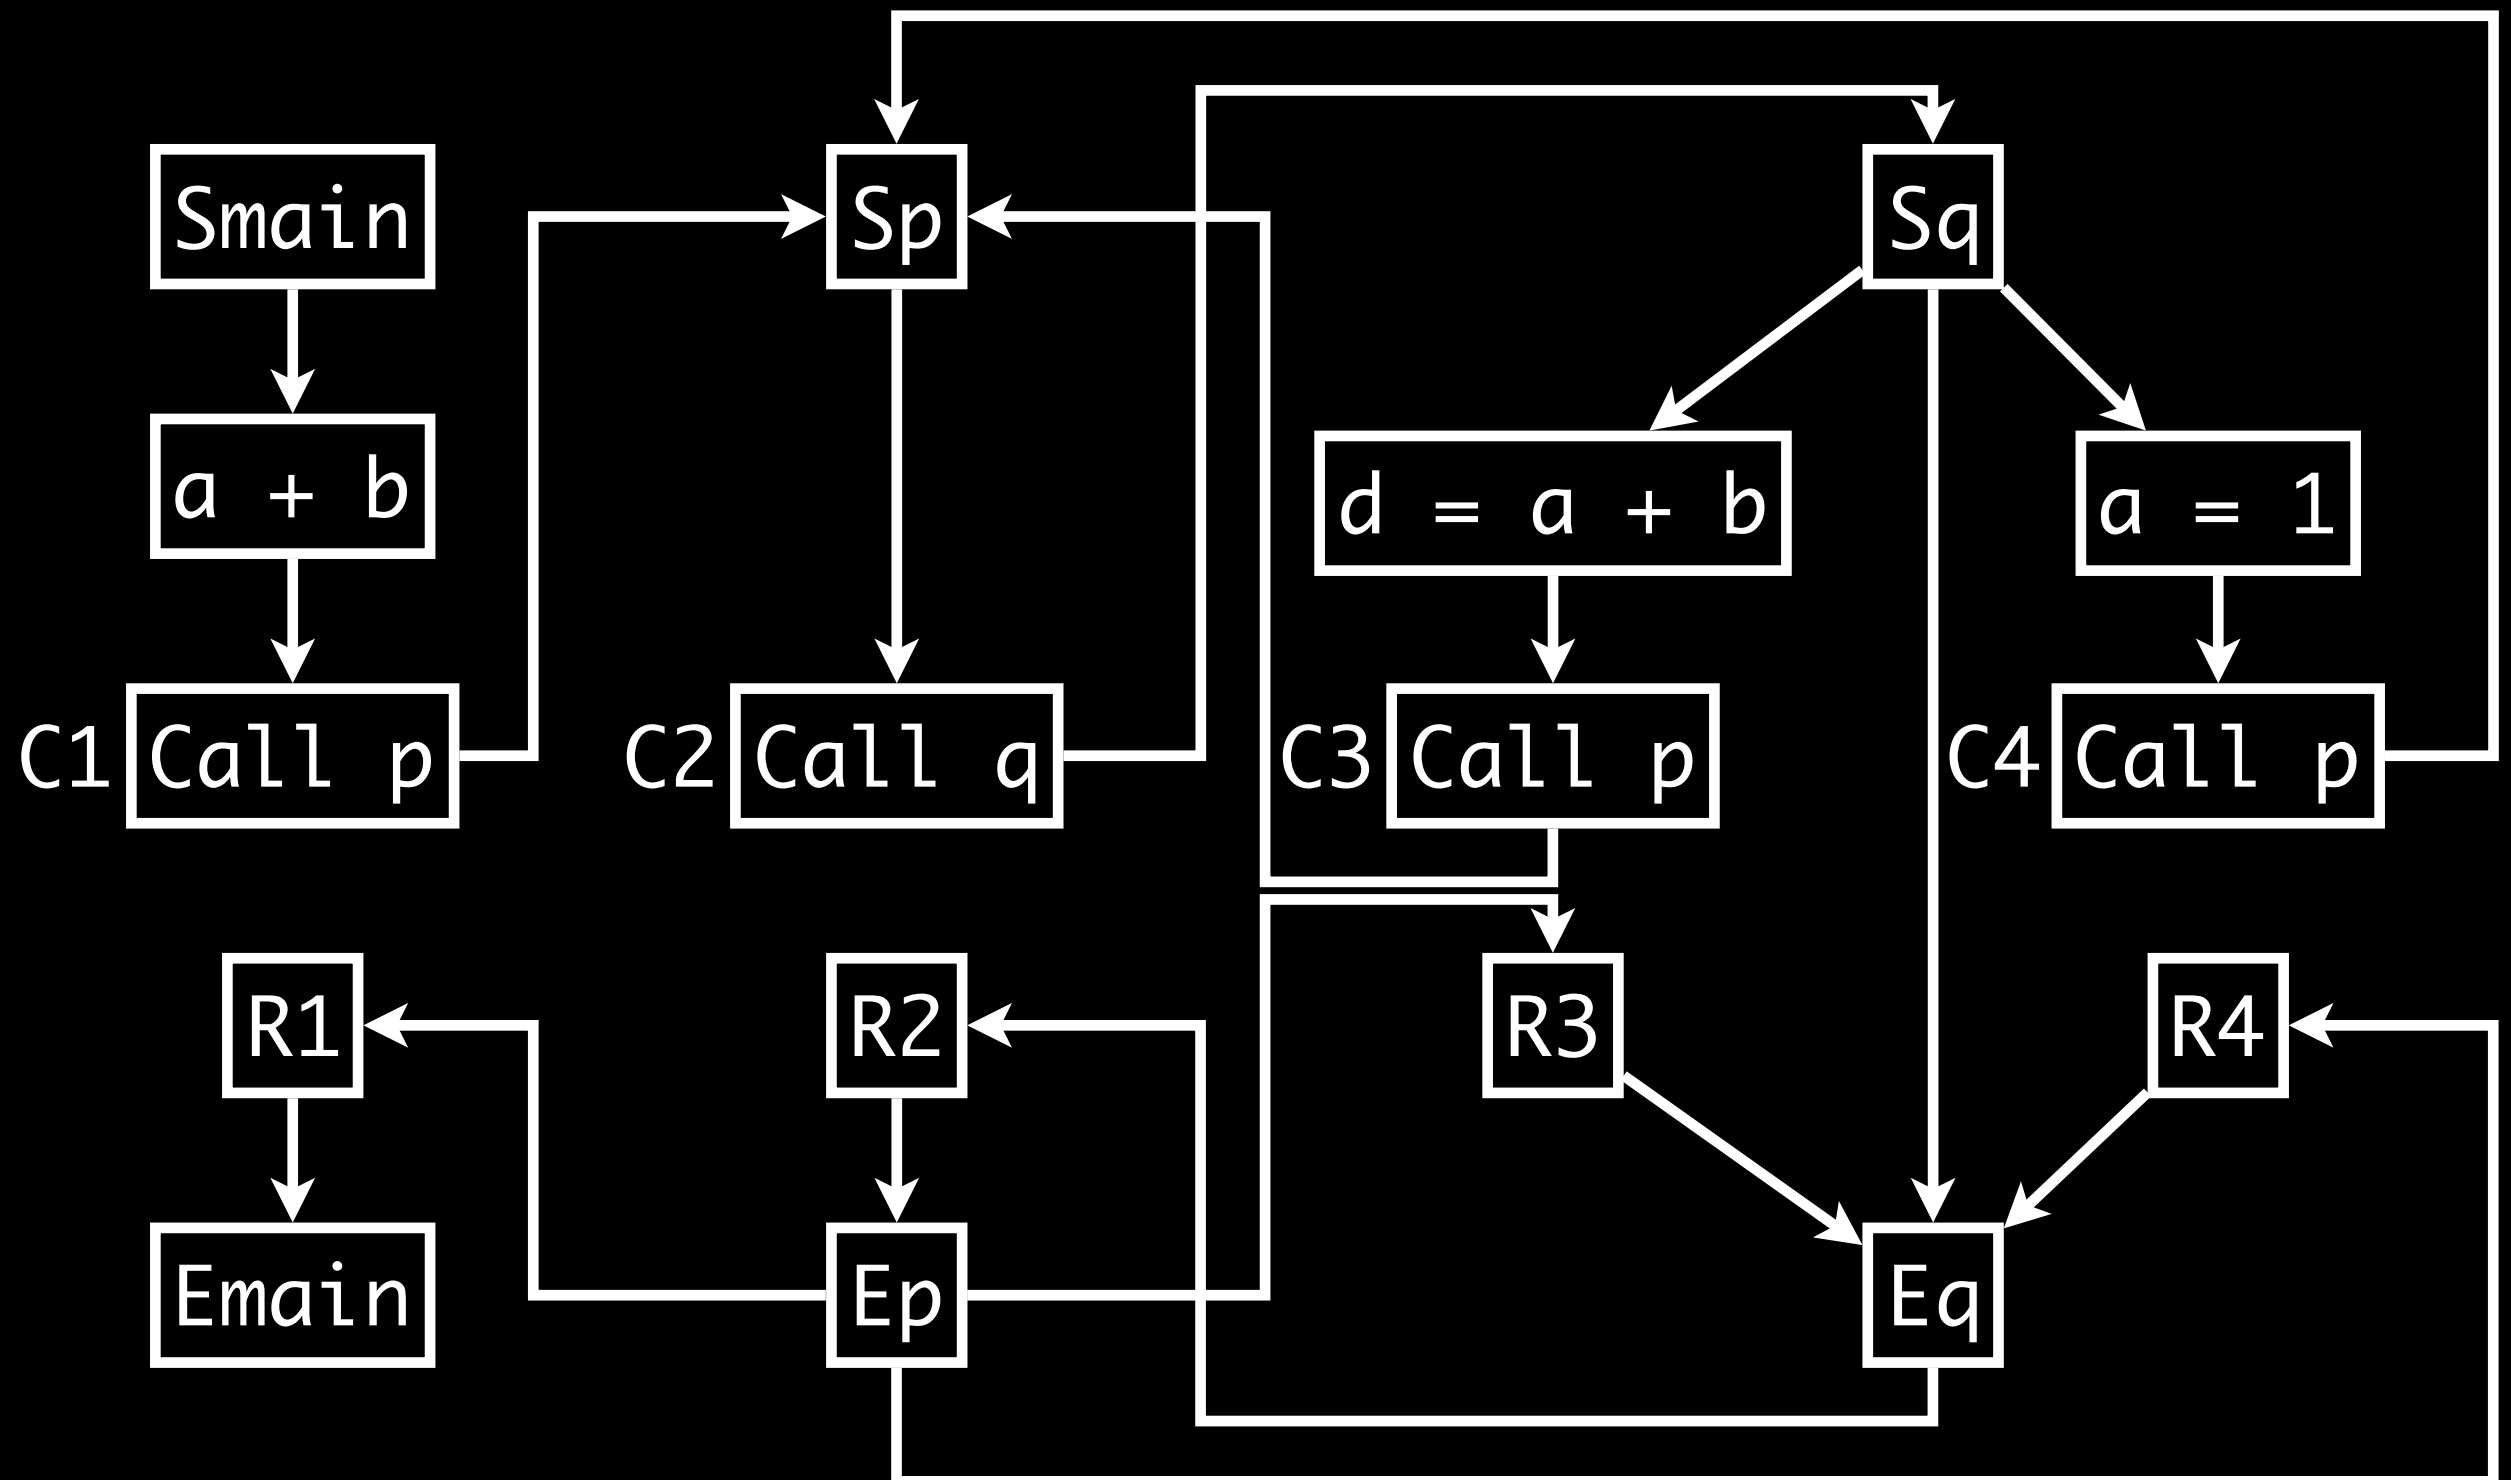 Smain
Sp
Sq
a + b
d = a + b
a = 1
C1 Call p
C2 Call q
C3 Call p
C4 Call p
R1
R2
R3
R4
Emain
Ep
Eq